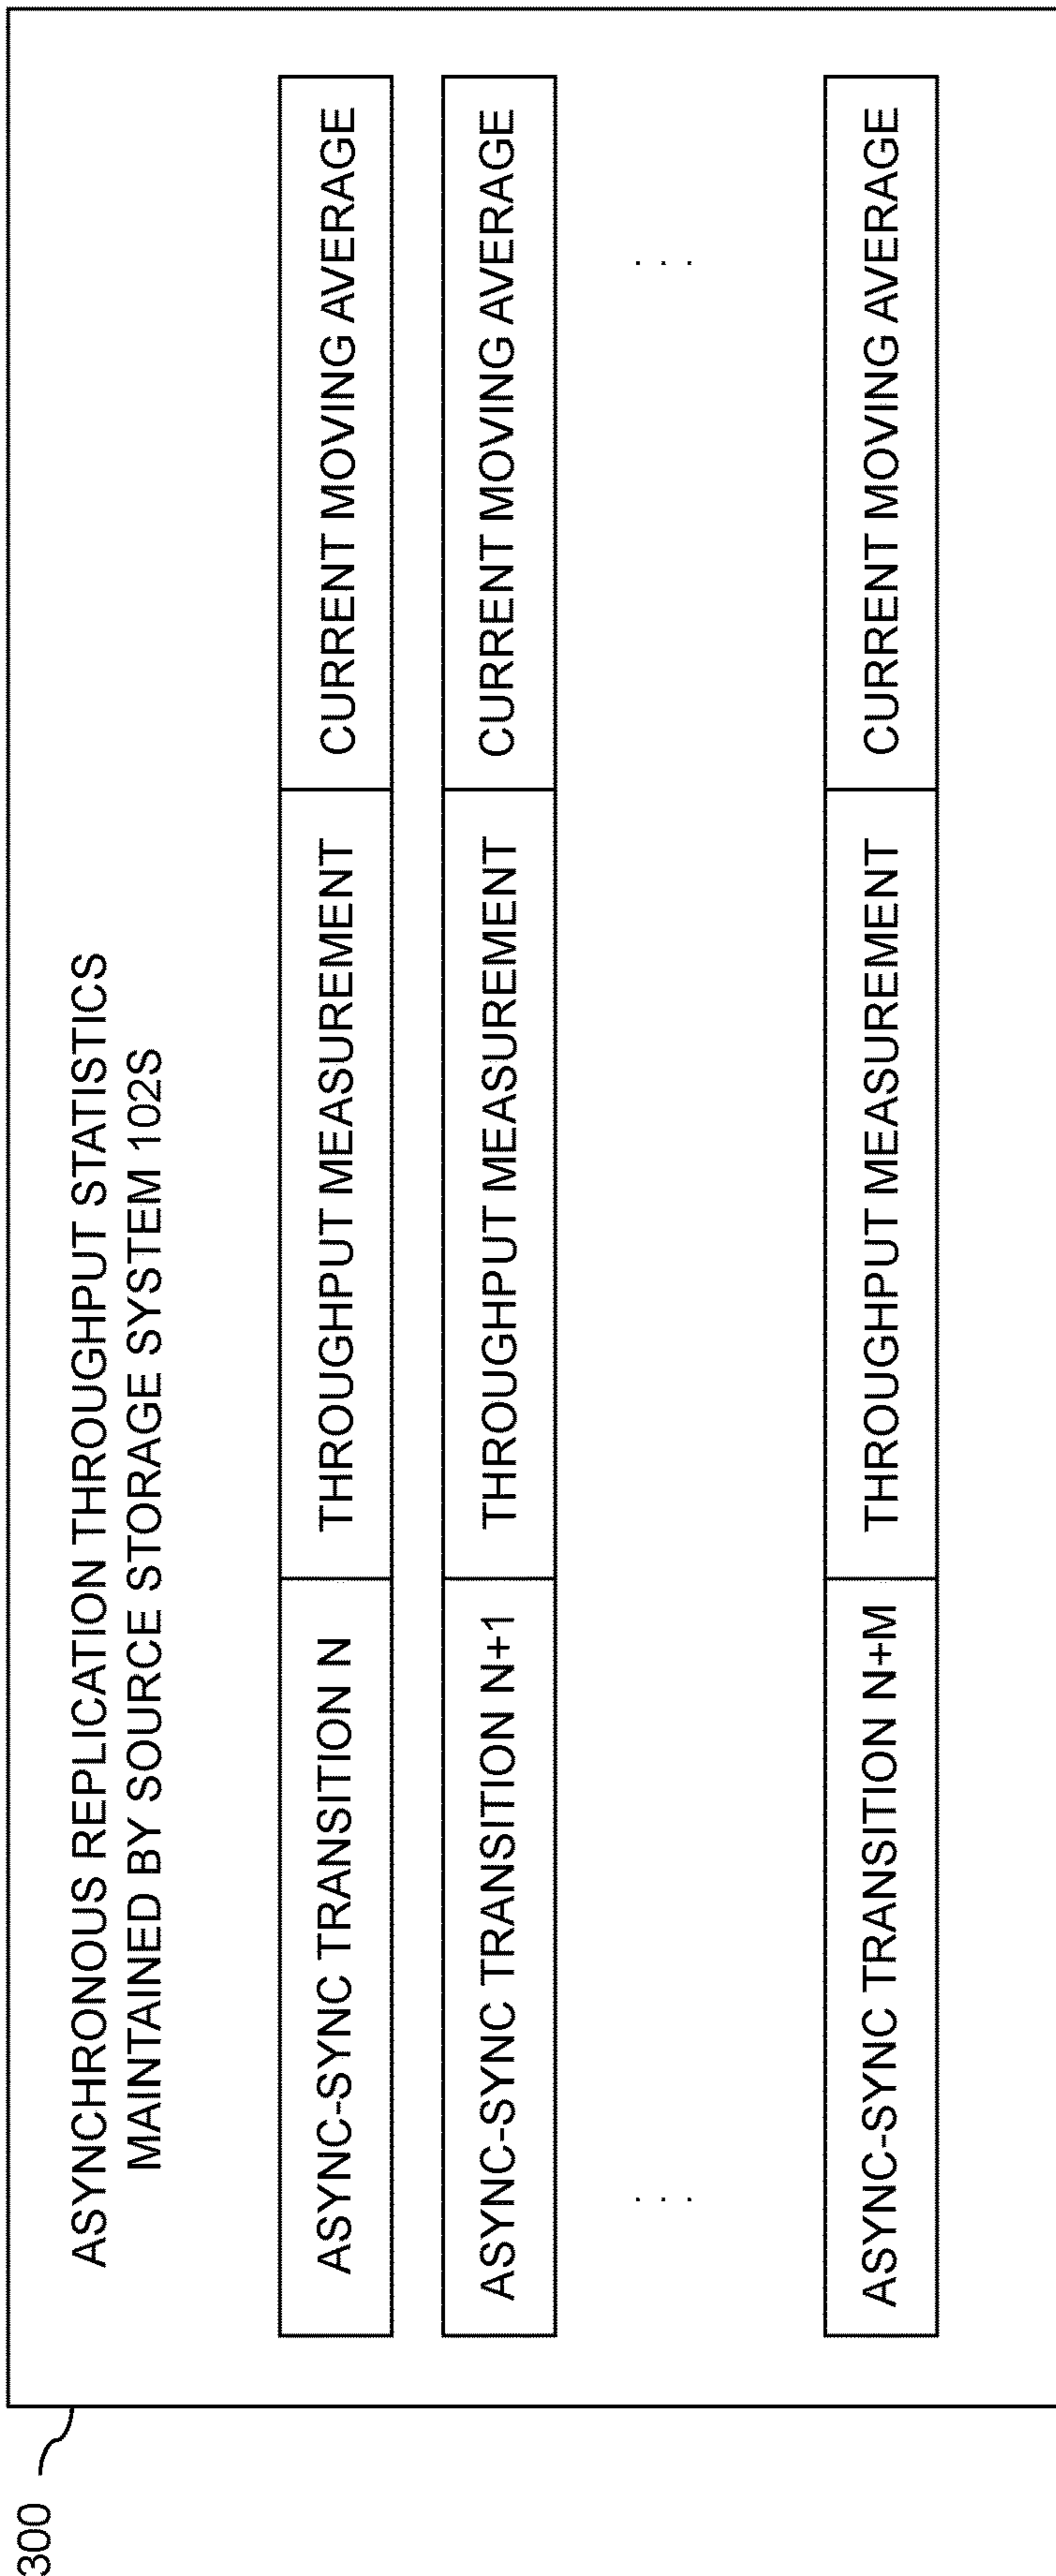 300
ASYNCHRONOUS REPLICATION THROUGHPUT STATISTICS
MAINTAINED BY SOURCE STORAGE SYSTEM 102S
ASYNC-SYNC TRANSITION N THROUGHPUT MEASUREMENT CURRENT MOVING AVERAGE
ASYNC-SYNC TRANSITION N+1 THROUGHPUT MEASUREMENT CURRENT MOVING AVERAGE
. . . . . .
ASYNC-SYNC TRANSITION N+M THROUGHPUT MEASUREMENT CURRENT MOVING AVERAGE